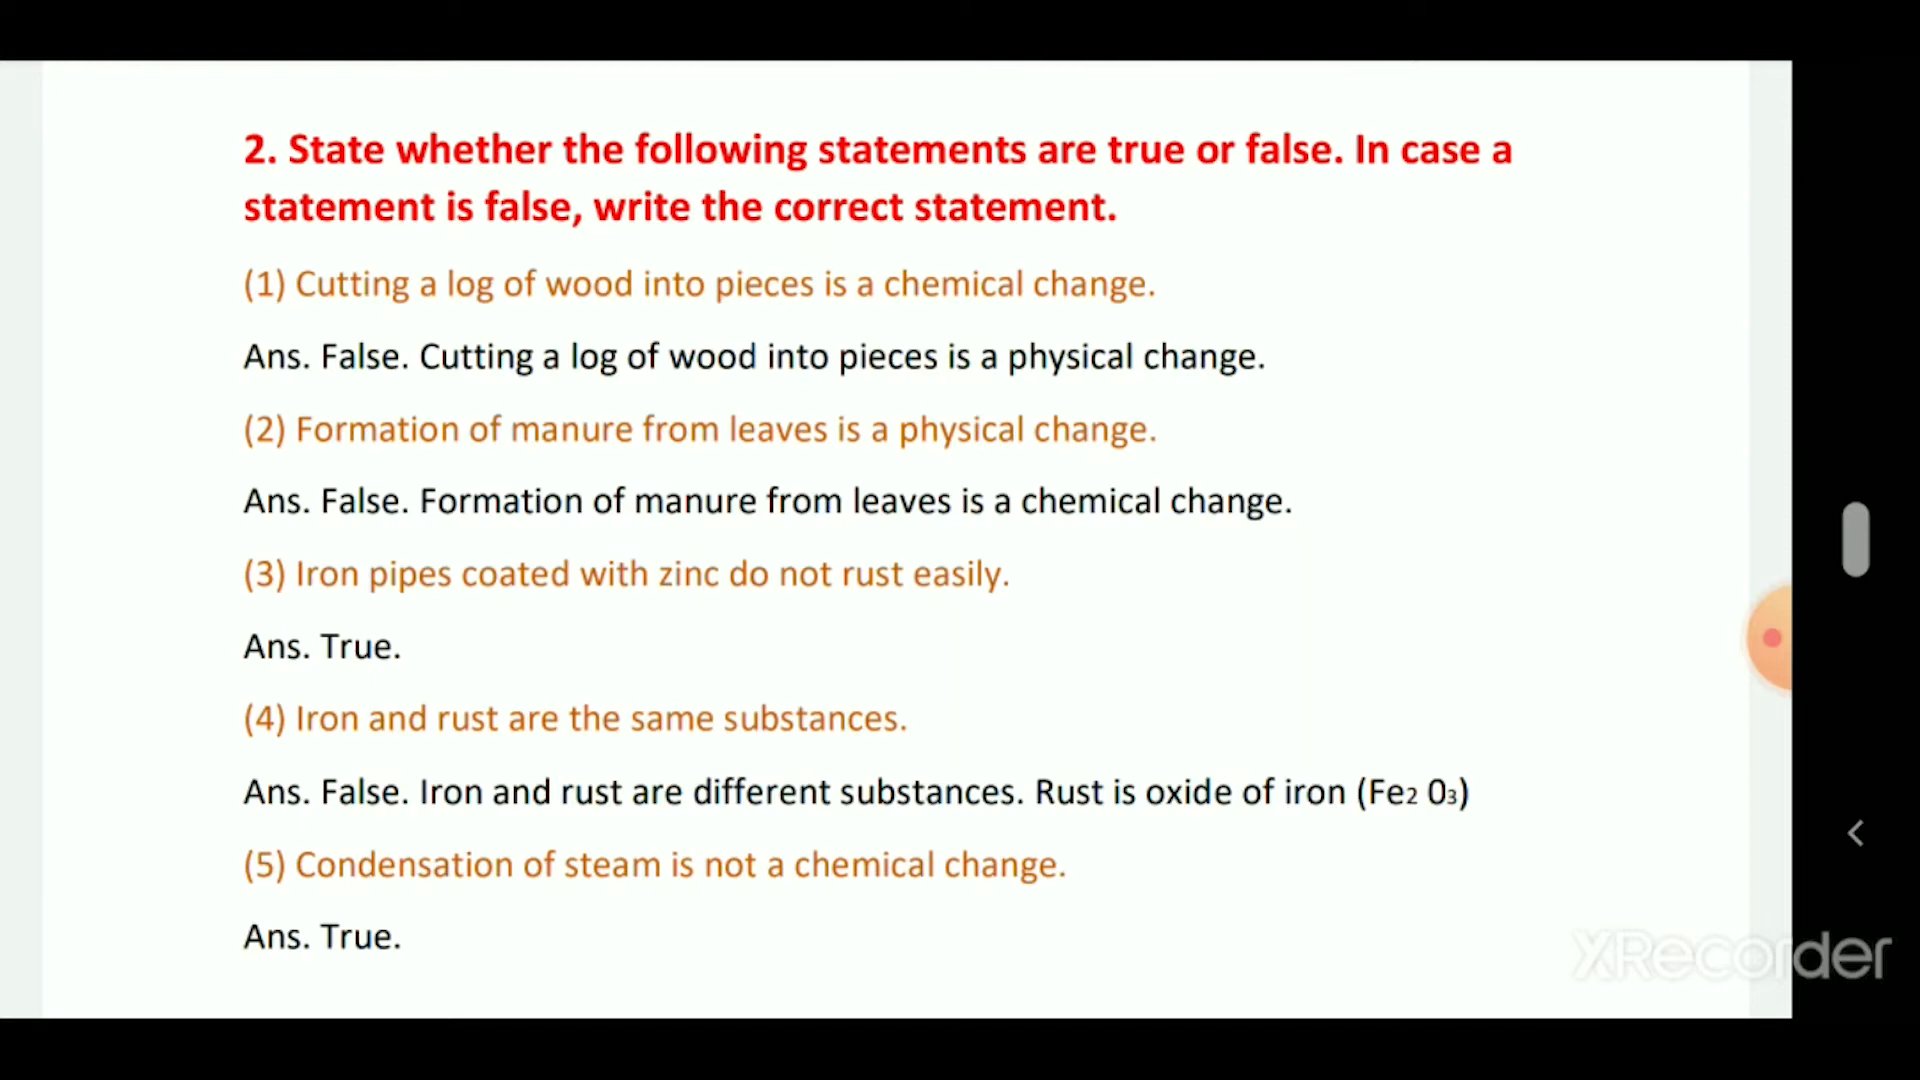 2. State whether the following statements are true or false. In case a
statement is false, write the correct statement.
(1) Cutting a log of wood into pieces is a chemical change.
Ans. False. Cutting a log of wood into pieces is a physical change.
(2) Formation of manure from leaves is a physical change.
Ans. False. Formation of manure from leaves is a chemical change.
(3) Iron pipes coated with zinc do not rust easily.
Ans. True.
(4) Iron and rust are the same substances.
Ans. False. Iron and rust are different substances. Rust is oxide of iron (Fe₂ 0₃)
(5) Condensation of steam is not a chemical change.
Ans. True.
XRecorder